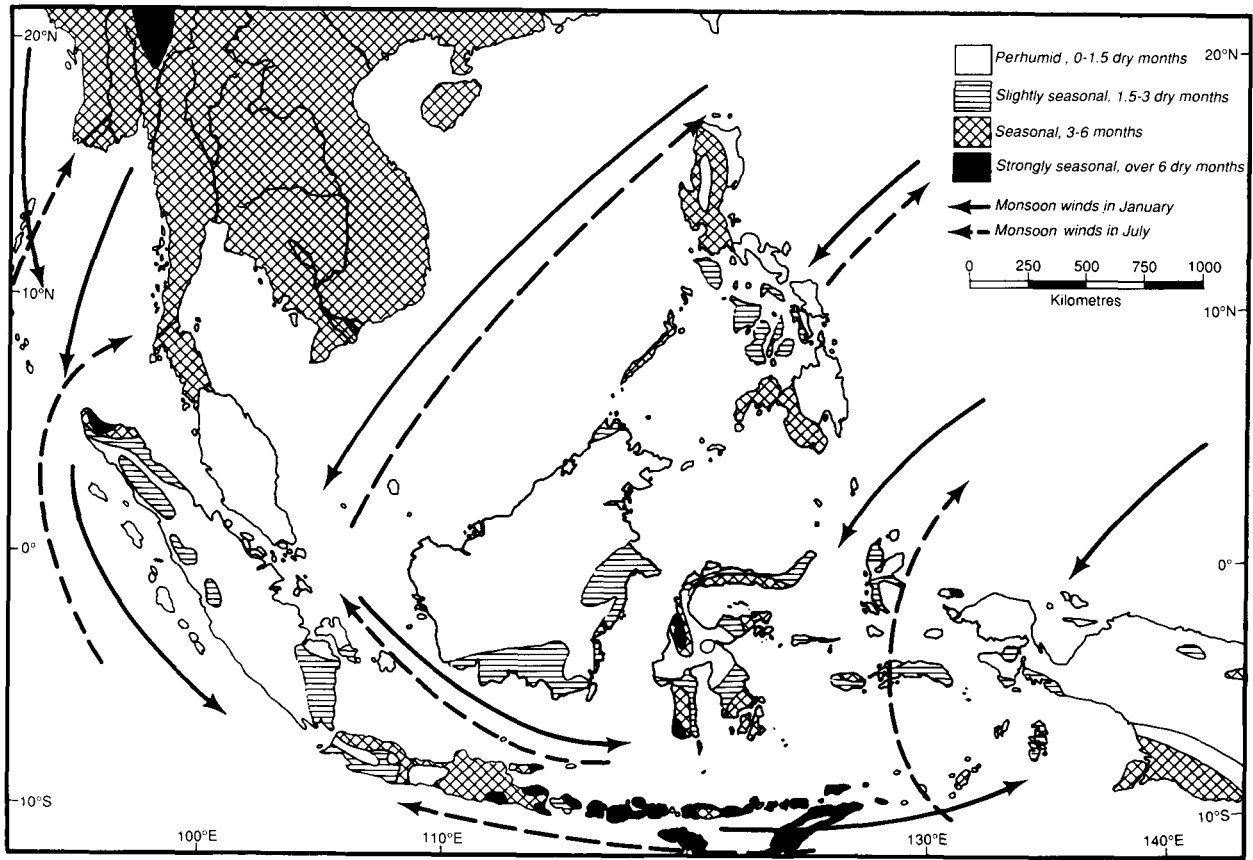 20°N
20°N
Perhumid, 0-1.5 dry months
Slightly seasonal, 1.5-3 dry months
Seasonal, 3-6 months
Strongly seasonal, over 6 dry months
Monsoon winds in January
Monsoon winds in July
0 250 500 750 1000
Kilometres
10°N
10°N
0°
0°
10°S
10°S
100°E 110°E 130°E 140°E